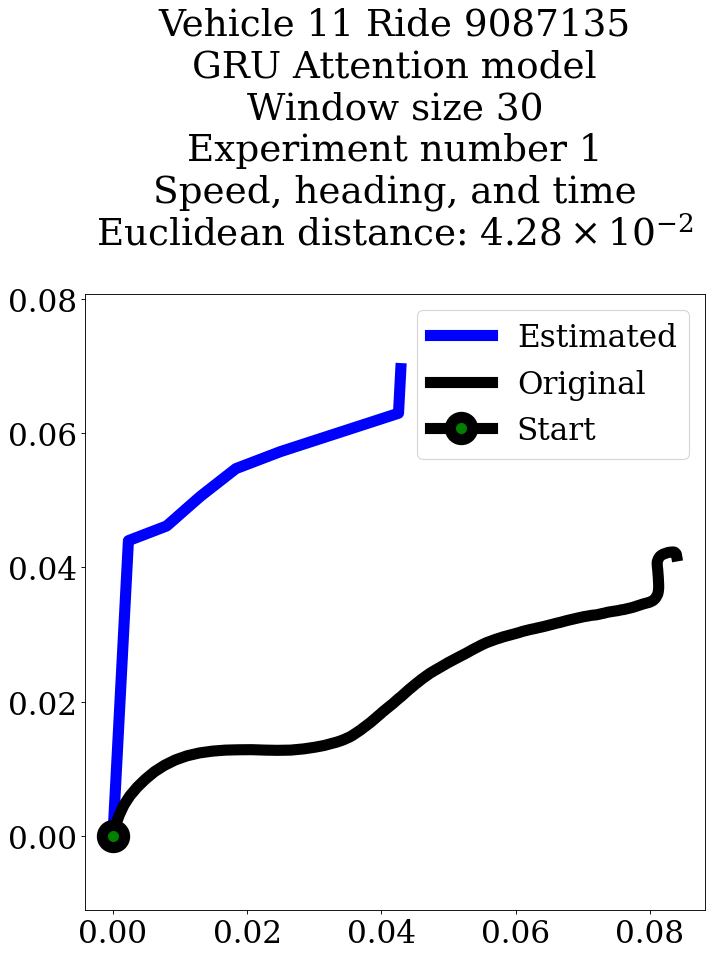 Vehicle 11 Ride 9087135
GRU Attention model
Window size 30
Experiment number 1
Speed, heading, and time
Euclidean distance: 4.28 × 10⁻²
0.08
0.06
0.04
0.02
0.00
Estimated
Original
Start
0.00 0.02 0.04 0.06 0.08